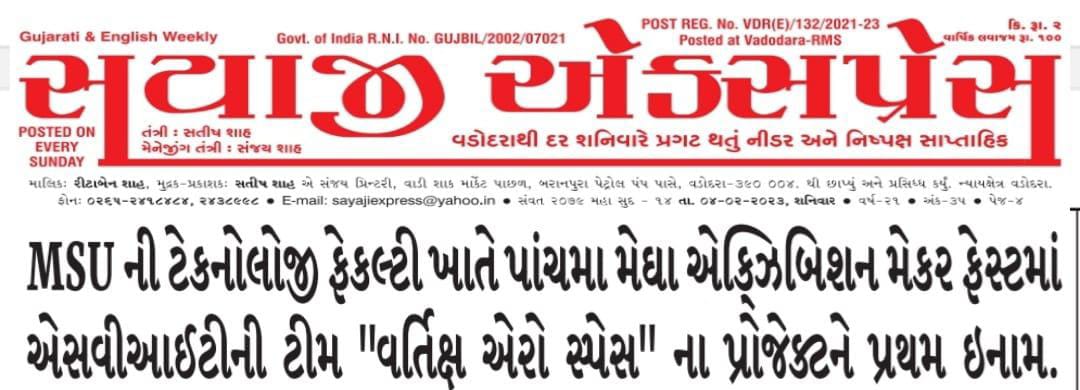 Gujarati & English Weekly
Govt. of India R.N.I. No. GUJBIL/2002/07021
POST REG. No. VDR(E)/132/2021-23
Posted at Vadodara-RMS
કિ. રૂા. ૨
વાર્ષિક લવાજમ રૂા. ૧૦૦
સયાજી એક્સપ્રેસ
POSTED ON
EVERY
SUNDAY
તંત્રી : સતીષ શાહ
મેનેજીંગ તંત્રી : સંજય શાહ
વડોદરાથી દર શનિવારે પ્રગટ થતું નીડર અને નિષ્પક્ષ સાપ્તાહિક
માલિક: રીટાબેન શાહ, મુદ્રક-પ્રકાશક: સતીષ શાહ એ સંજય પ્રિન્ટરી, વાડી શાક માર્કેટ પાછળ, બરાનપુરા પેટ્રોલ પંપ પાસે, વડોદરા-૩૯૦ ૦૦૪. થી છાપ્યું અને પ્રસિધ્ધ કર્યું. ન્યાયક્ષેત્ર વડોદરા.
ફોન: ૦૨૬૫-૨૪૧૮૪૮૪, ૨૪૩૮૯૯૮ ● E-mail: sayajiexpress@yahoo.in ● સંવત ૨૦૭૯ મહા સુદ - ૧૪ તા. ૦૪-૦૨-૨૦૨૩, શનિવાર ● વર્ષ-૨૧ ● અંક-૩૫ ● પેજ-૪
MSU ની ટેકનોલોજી ફેકલ્ટી ખાતે પાંચમા મેઘા એક્ઝિબિશન મેકર ફેસ્ટમાં
એસવીઆઈટીની ટીમ "વર્તિક્ષ એરો સ્પેસ" ના પ્રોજેક્ટને પ્રથમ ઇનામ.